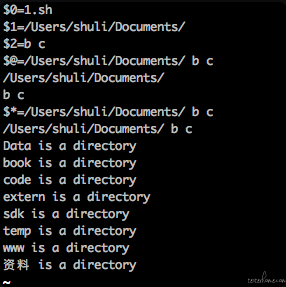 $0=1.sh
$1=/Users/shuli/Documents/
$2=b c
$@=/Users/shuli/Documents/ b c
/Users/shuli/Documents/
b c
$*=/Users/shuli/Documents/ b c
/Users/shuli/Documents/ b c
Data is a directory
book is a directory
code is a directory
extern is a directory
sdk is a directory
temp is a directory
www is a directory
资料 is a directory
~